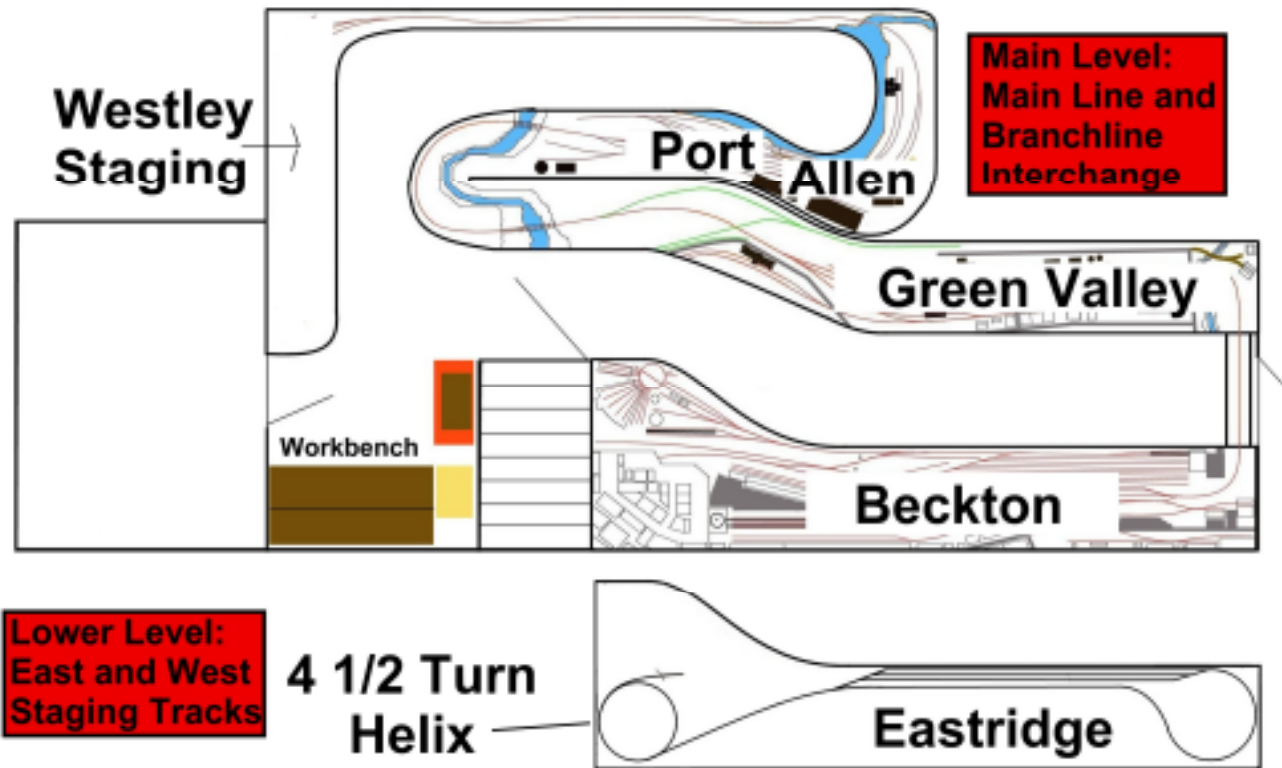 Westley
Staging
Port
Allen
Main Level:
Main Line and
Branchline
Interchange
Green Valley
Workbench
Beckton
Lower Level:
East and West
Staging Tracks
4 1/2 Turn
Helix
Eastridge